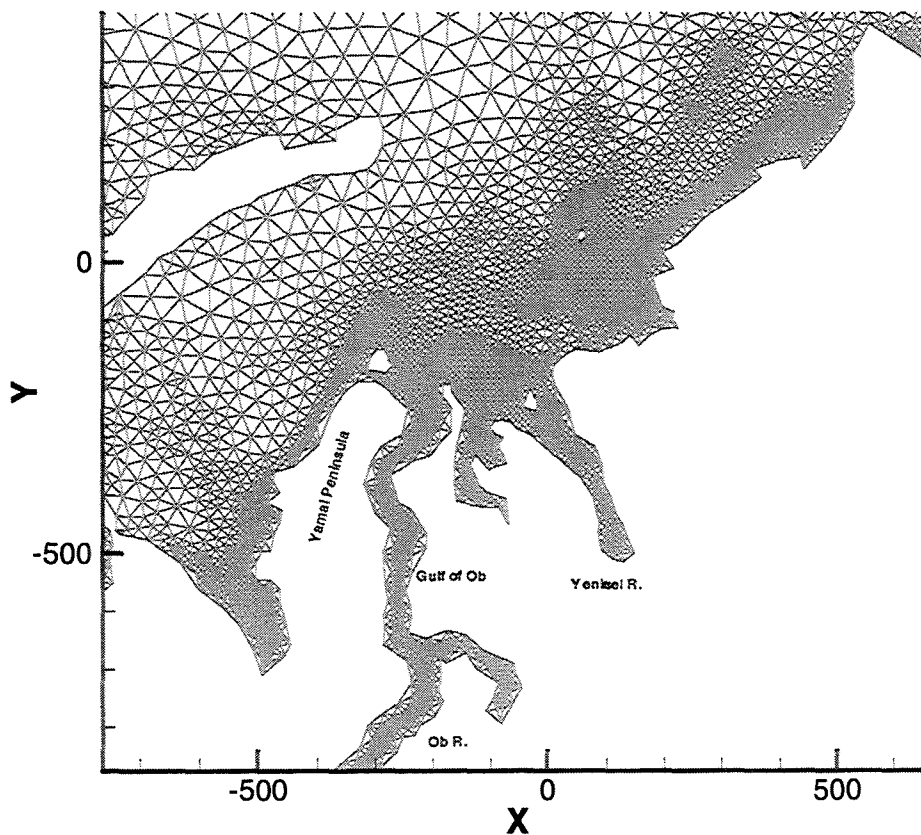 0
Y
Yamal Peninsula
-500
Gulf of Ob
Yenisei R.
Ob R.
-500
0
500
X